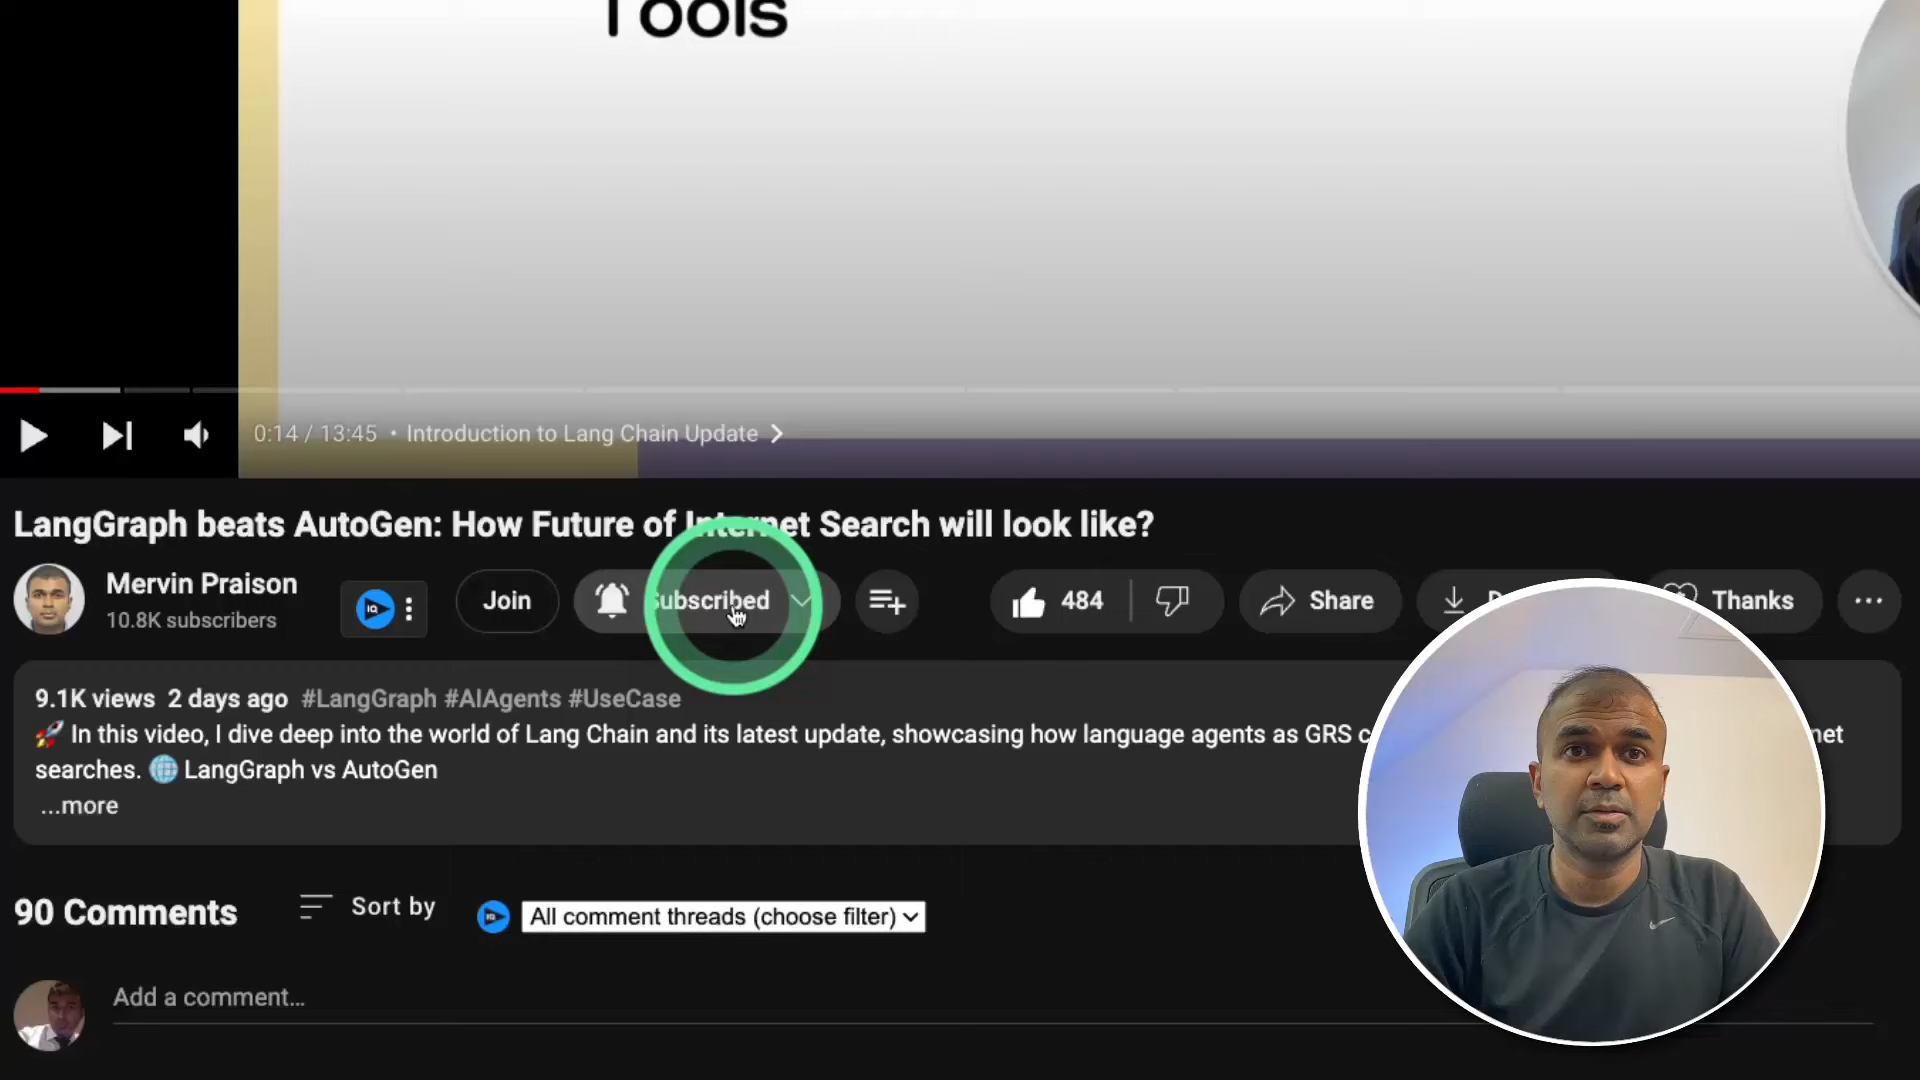 Tools
0:14 / 13:45 • Introduction to Lang Chain Update
LangGraph beats AutoGen: How Future of Internet Search will look like?
Mervin Praison
10.8K subscribers
IQ
Join
Subscribed
484
Share
Thanks
9.1K views 2 days ago #LangGraph #AIAgents #UseCase
🚀 In this video, I dive deep into the world of Lang Chain and its latest update, showcasing how language agents as GRS
searches. 🌐 LangGraph vs AutoGen
...more
90 Comments
Sort by
All comment threads (choose filter)
Add a comment...